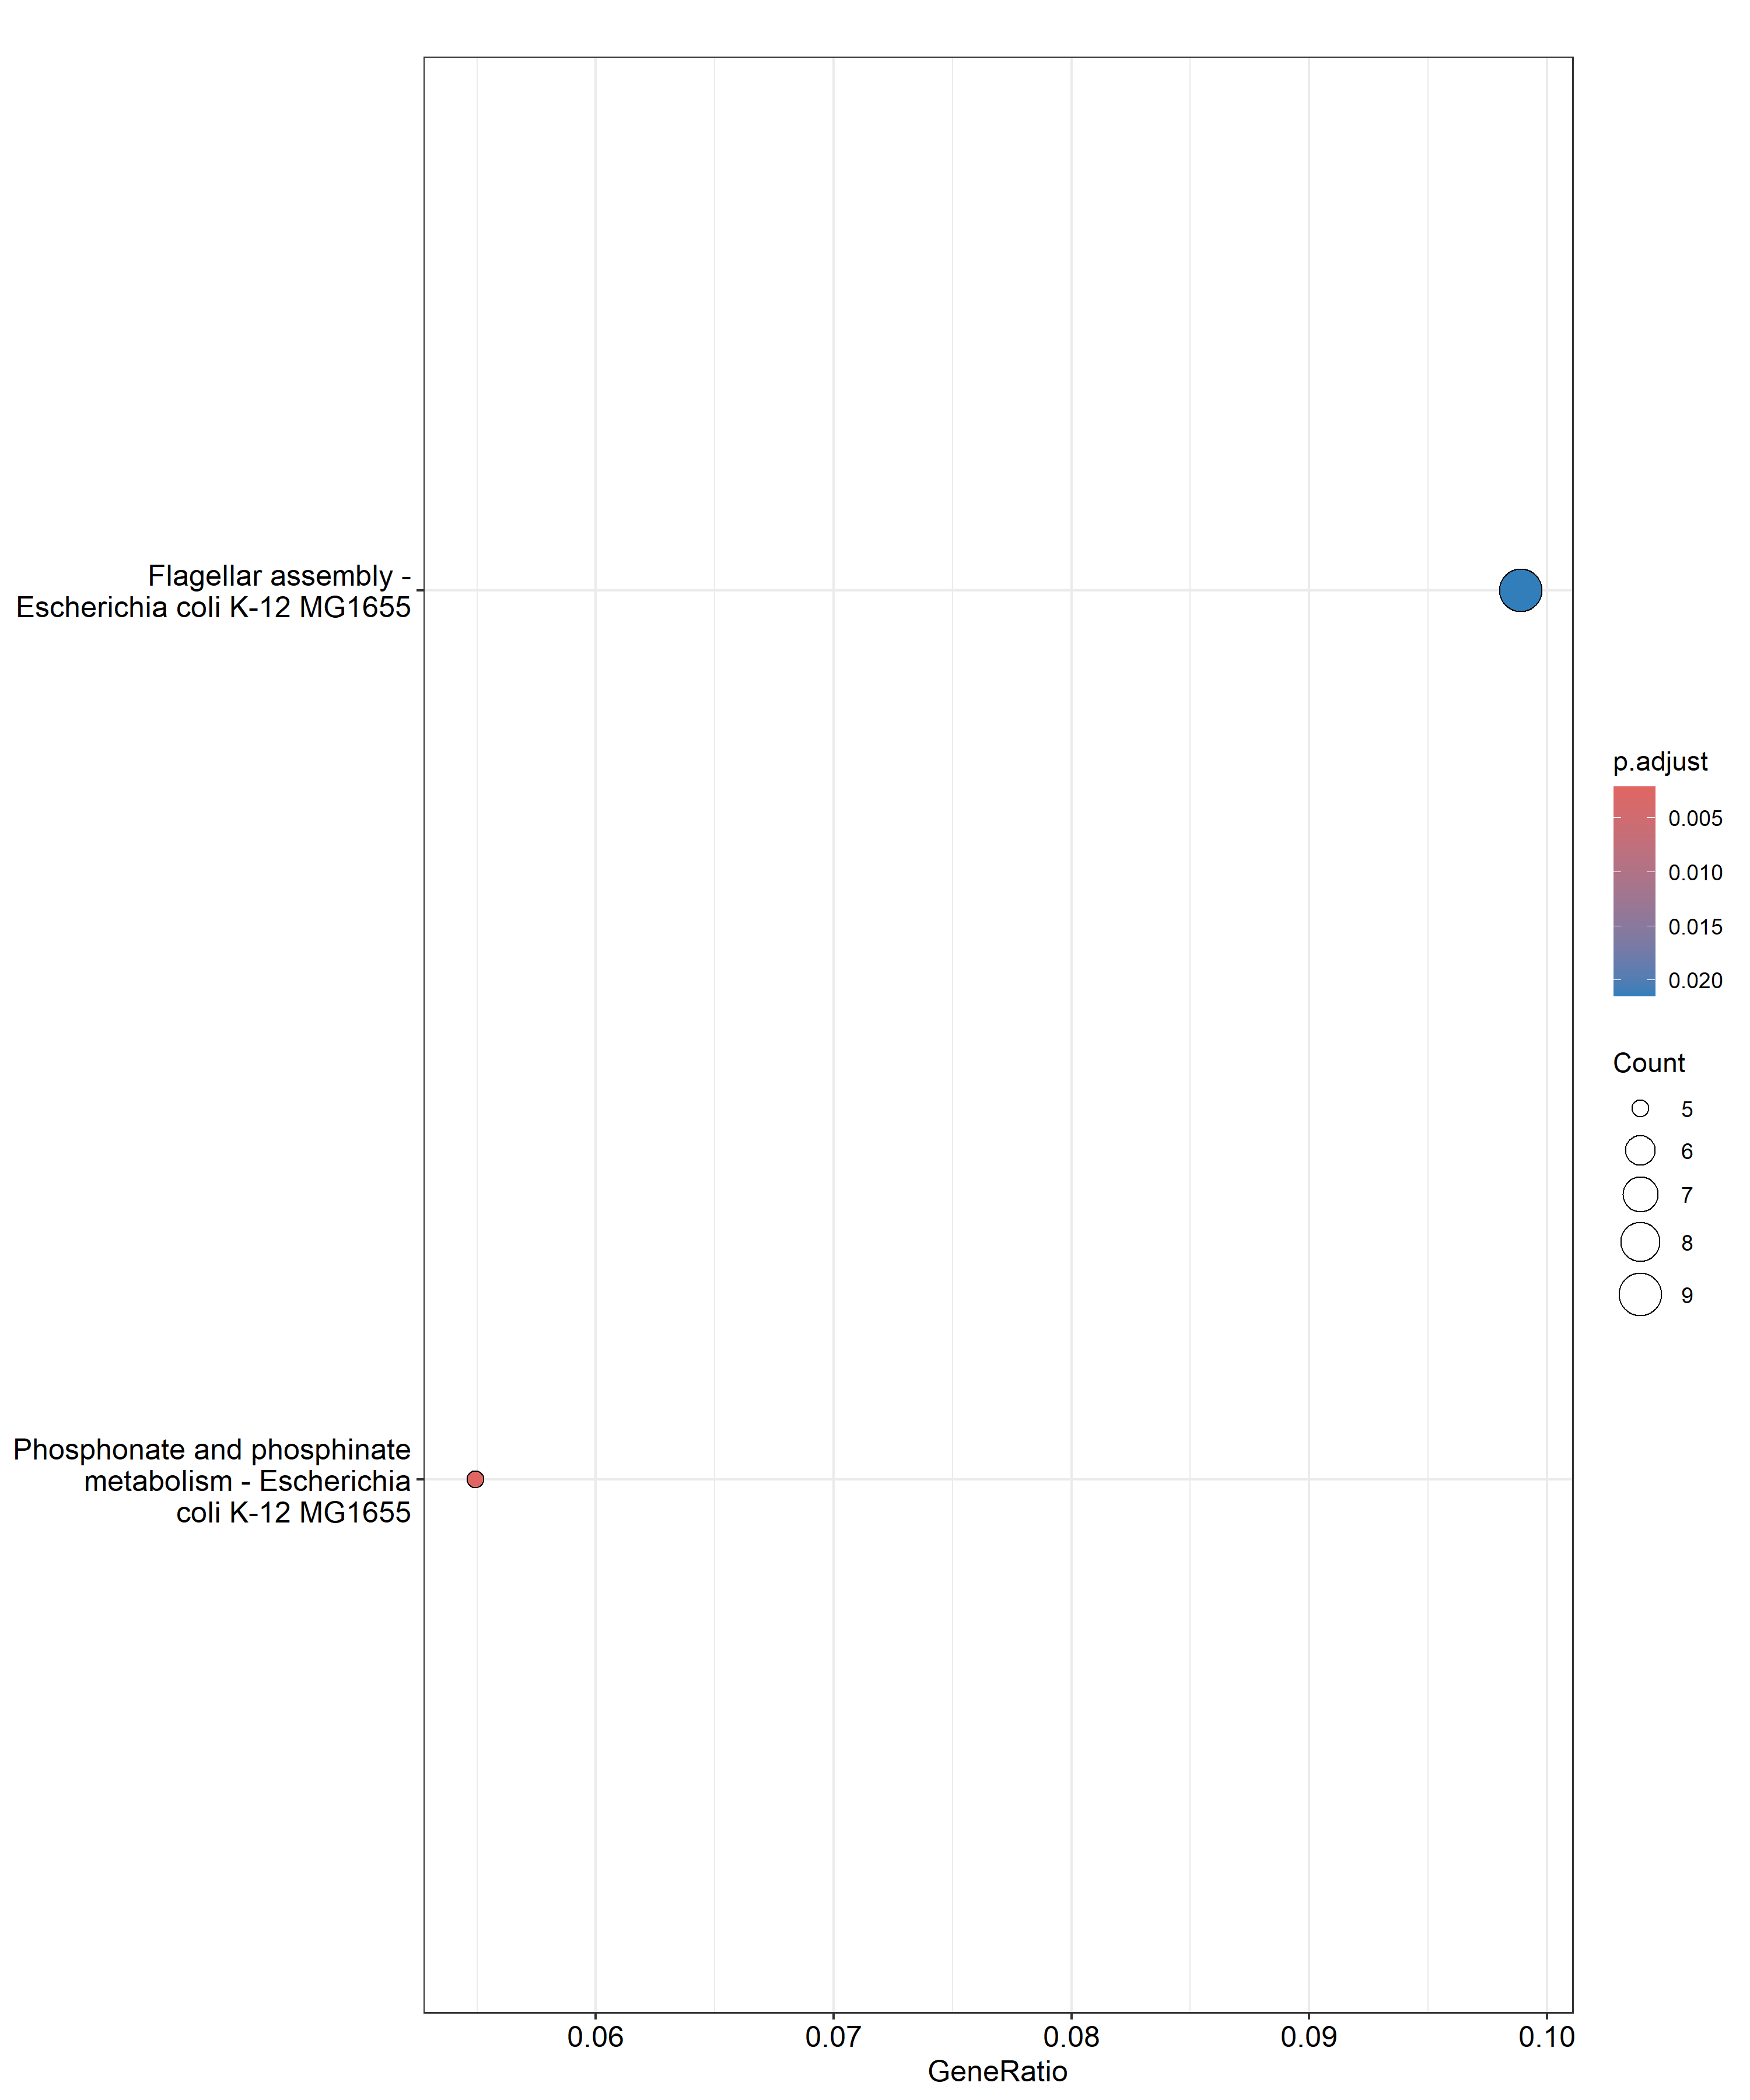 Flagellar assembly -
Escherichia coli K-12 MG1655
Phosphonate and phosphinate
metabolism - Escherichia
coli K-12 MG1655
0.06
0.07
0.08
0.09
0.10
GeneRatio
p.adjust
0.005
0.010
0.015
0.020
Count
5
6
7
8
9